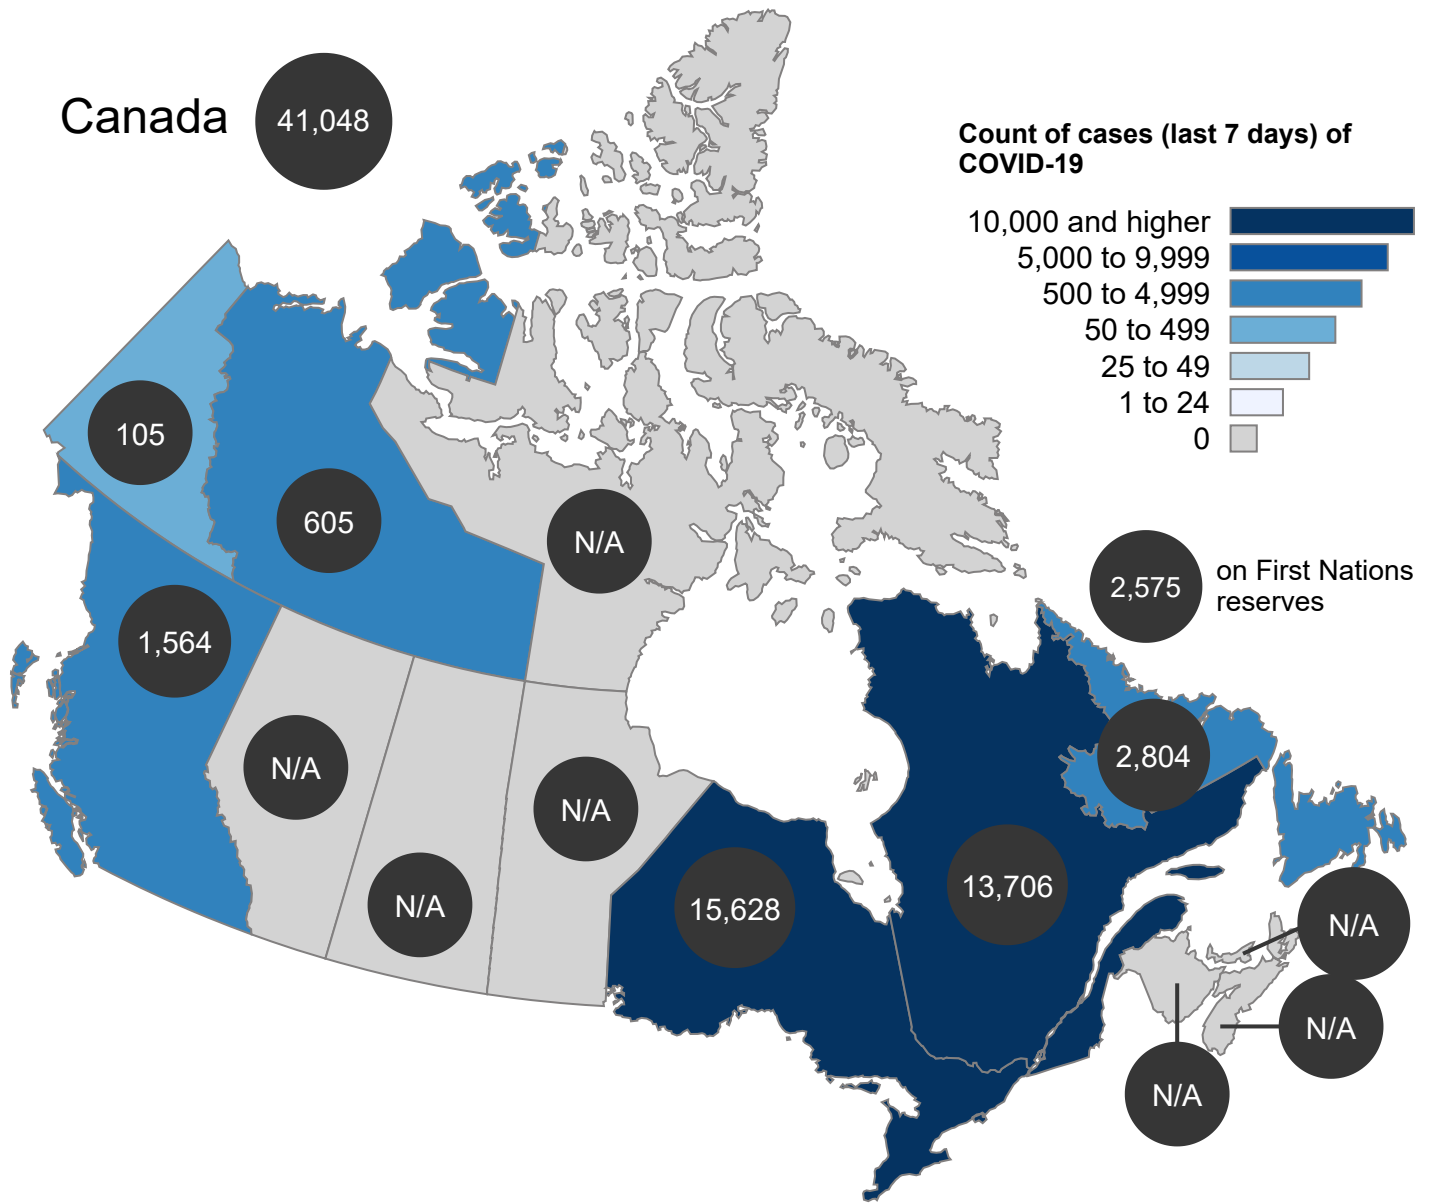 Canada
41,048
Count of cases (last 7 days) of
COVID-19
10,000 and higher
5,000 to 9,999
500 to 4,999
50 to 499
25 to 49
1 to 24
0
105
605
N/A
2,575
on First Nations
reserves
1,564
N/A
N/A
N/A
2,804
15,628
13,706
N/A
N/A
N/A